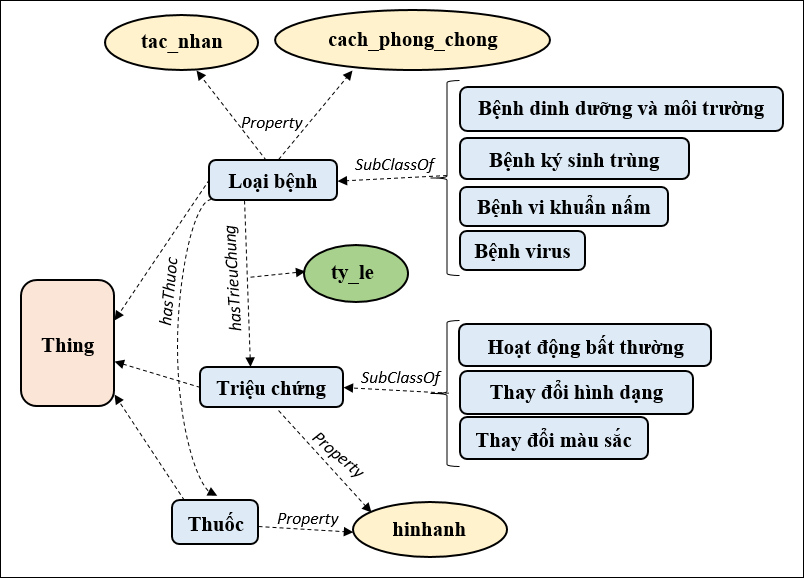 tac_nhan
cach_phong_chong
Property
Bệnh dinh dưỡng và môi trường
Bệnh ký sinh trùng
Bệnh vi khuẩn nấm
Bệnh virus
SubClassOf
Loại bệnh
hasThuoc
hasTrieuChung
ty_le
Thing
Hoạt động bất thường
Thay đổi hình dạng
Thay đổi màu sắc
SubClassOf
Triệu chứng
Property
Thuốc
Property
hinhanh